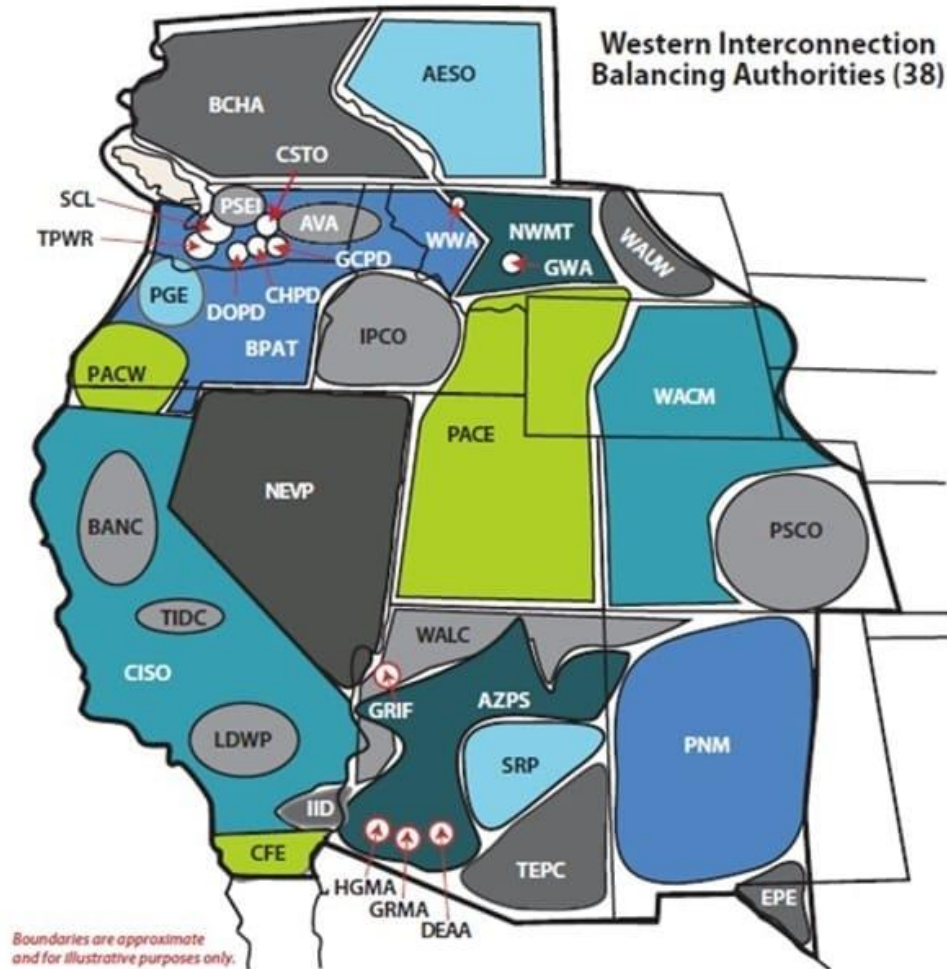 Western Interconnection
Balancing Authorities (38)
AESO
BCHA
CSTO
SCL
PSEI
AVA
TPWR
WWA
NWMT
WAUW
GCPD
GWA
PGE
CHPD
DOPD
IPCO
BPAT
PACW
WACM
PACE
NEVP
BANC
PSCO
TIDC
WALC
CISO
GRIF
AZPS
LDWP
PNM
SRP
IID
CFE
TEPC
HGMA
GRMA
EPE
DEAA
Boundaries are approximate
and for illustrative purposes only.